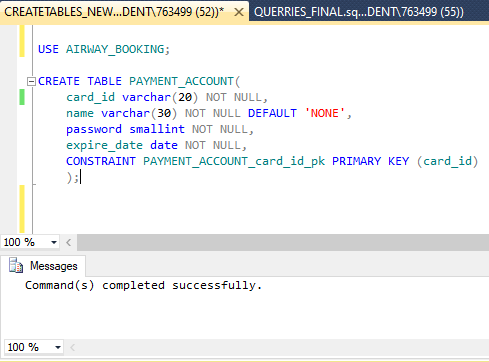 CREATETABLES_NEW...DENT\763499 (52))* QUERRIES_FINAL.sq...DENT\763499 (55))
USE AIRWAY_BOOKING;
CREATE TABLE PAYMENT_ACCOUNT(
card_id varchar(20) NOT NULL,
name varchar(30) NOT NULL DEFAULT 'NONE',
password smallint NOT NULL,
expire_date date NOT NULL,
CONSTRAINT PAYMENT_ACCOUNT_card_id_pk PRIMARY KEY (card_id)
);
100 %
Messages
Command(s) completed successfully.
100 %